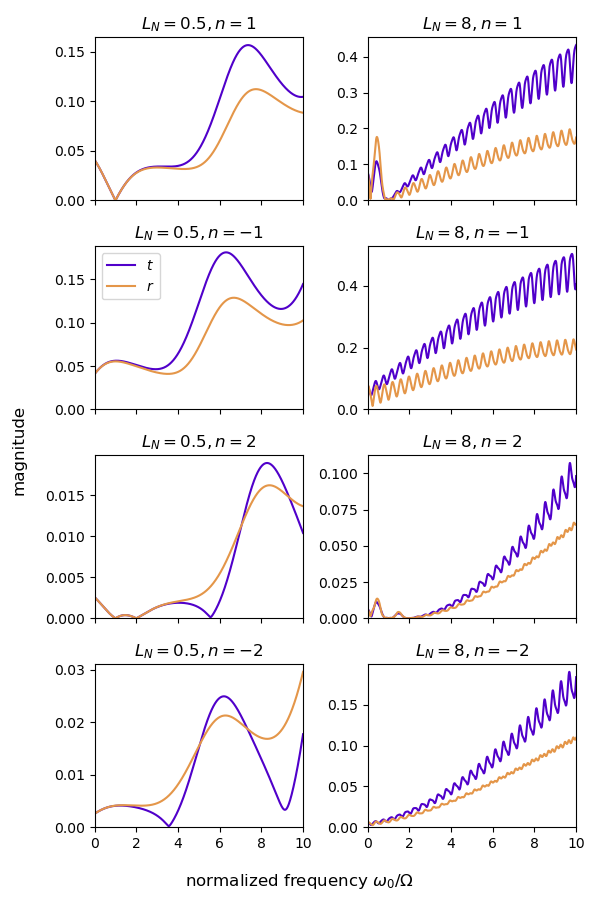 L_N = 0.5, n = 1
0.15
0.10
0.05
0.00
L_N = 8, n = 1
0.4
0.3
0.2
0.1
0.0
L_N = 0.5, n = −1
0.15
0.10
0.05
0.00
t
r
L_N = 8, n = −1
0.4
0.2
0.0
magnitude
L_N = 0.5, n = 2
0.015
0.010
0.005
0.000
L_N = 8, n = 2
0.100
0.075
0.050
0.025
0.000
L_N = 0.5, n = −2
0.03
0.02
0.01
0.00
0 2 4 6 8 10
L_N = 8, n = −2
0.15
0.10
0.05
0.00
0 2 4 6 8 10
normalized frequency ω₀/Ω